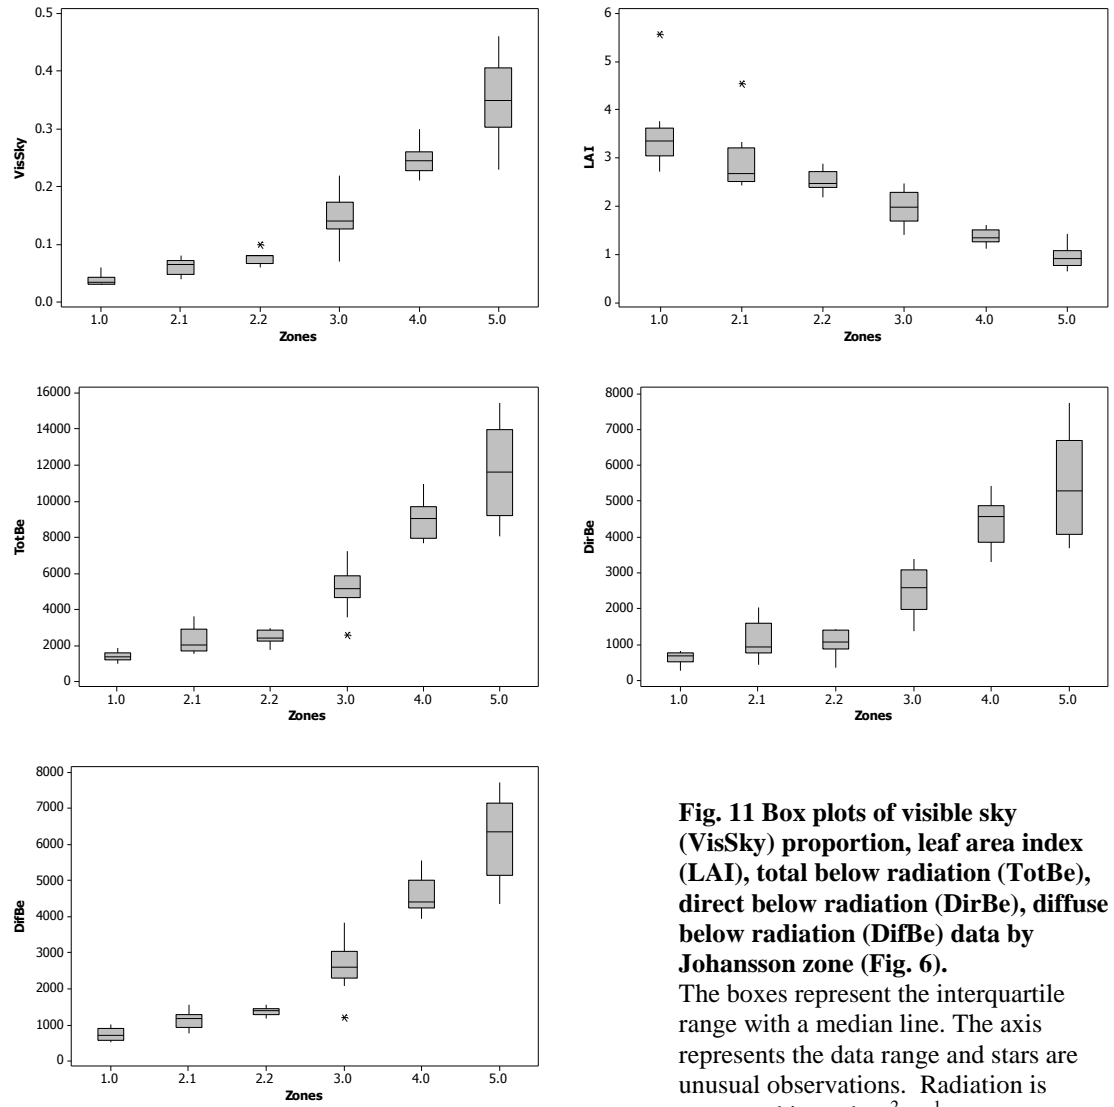 0.5
0.4
0.3
0.2
0.1
0.0
VisSky
1.0 2.1 2.2 3.0 4.0 5.0
Zones
6
5
4
3
2
1
0
LAI
1.0 2.1 2.2 3.0 4.0 5.0
Zones
16000
14000
12000
10000
8000
6000
4000
2000
0
TotBe
1.0 2.1 2.2 3.0 4.0 5.0
Zones
8000
7000
6000
5000
4000
3000
2000
1000
0
DirBe
1.0 2.1 2.2 3.0 4.0 5.0
Zones
8000
7000
6000
5000
4000
3000
2000
1000
0
DifBe
1.0 2.1 2.2 3.0 4.0 5.0
Zones
Fig. 11 Box plots of visible sky
(VisSky) proportion, leaf area index
(LAI), total below radiation (TotBe),
direct below radiation (DirBe), diffuse
below radiation (DifBe) data by
Johansson zone (Fig. 6).
The boxes represent the interquartile
range with a median line. The axis
represents the data range and stars are
unusual observations. Radiation is